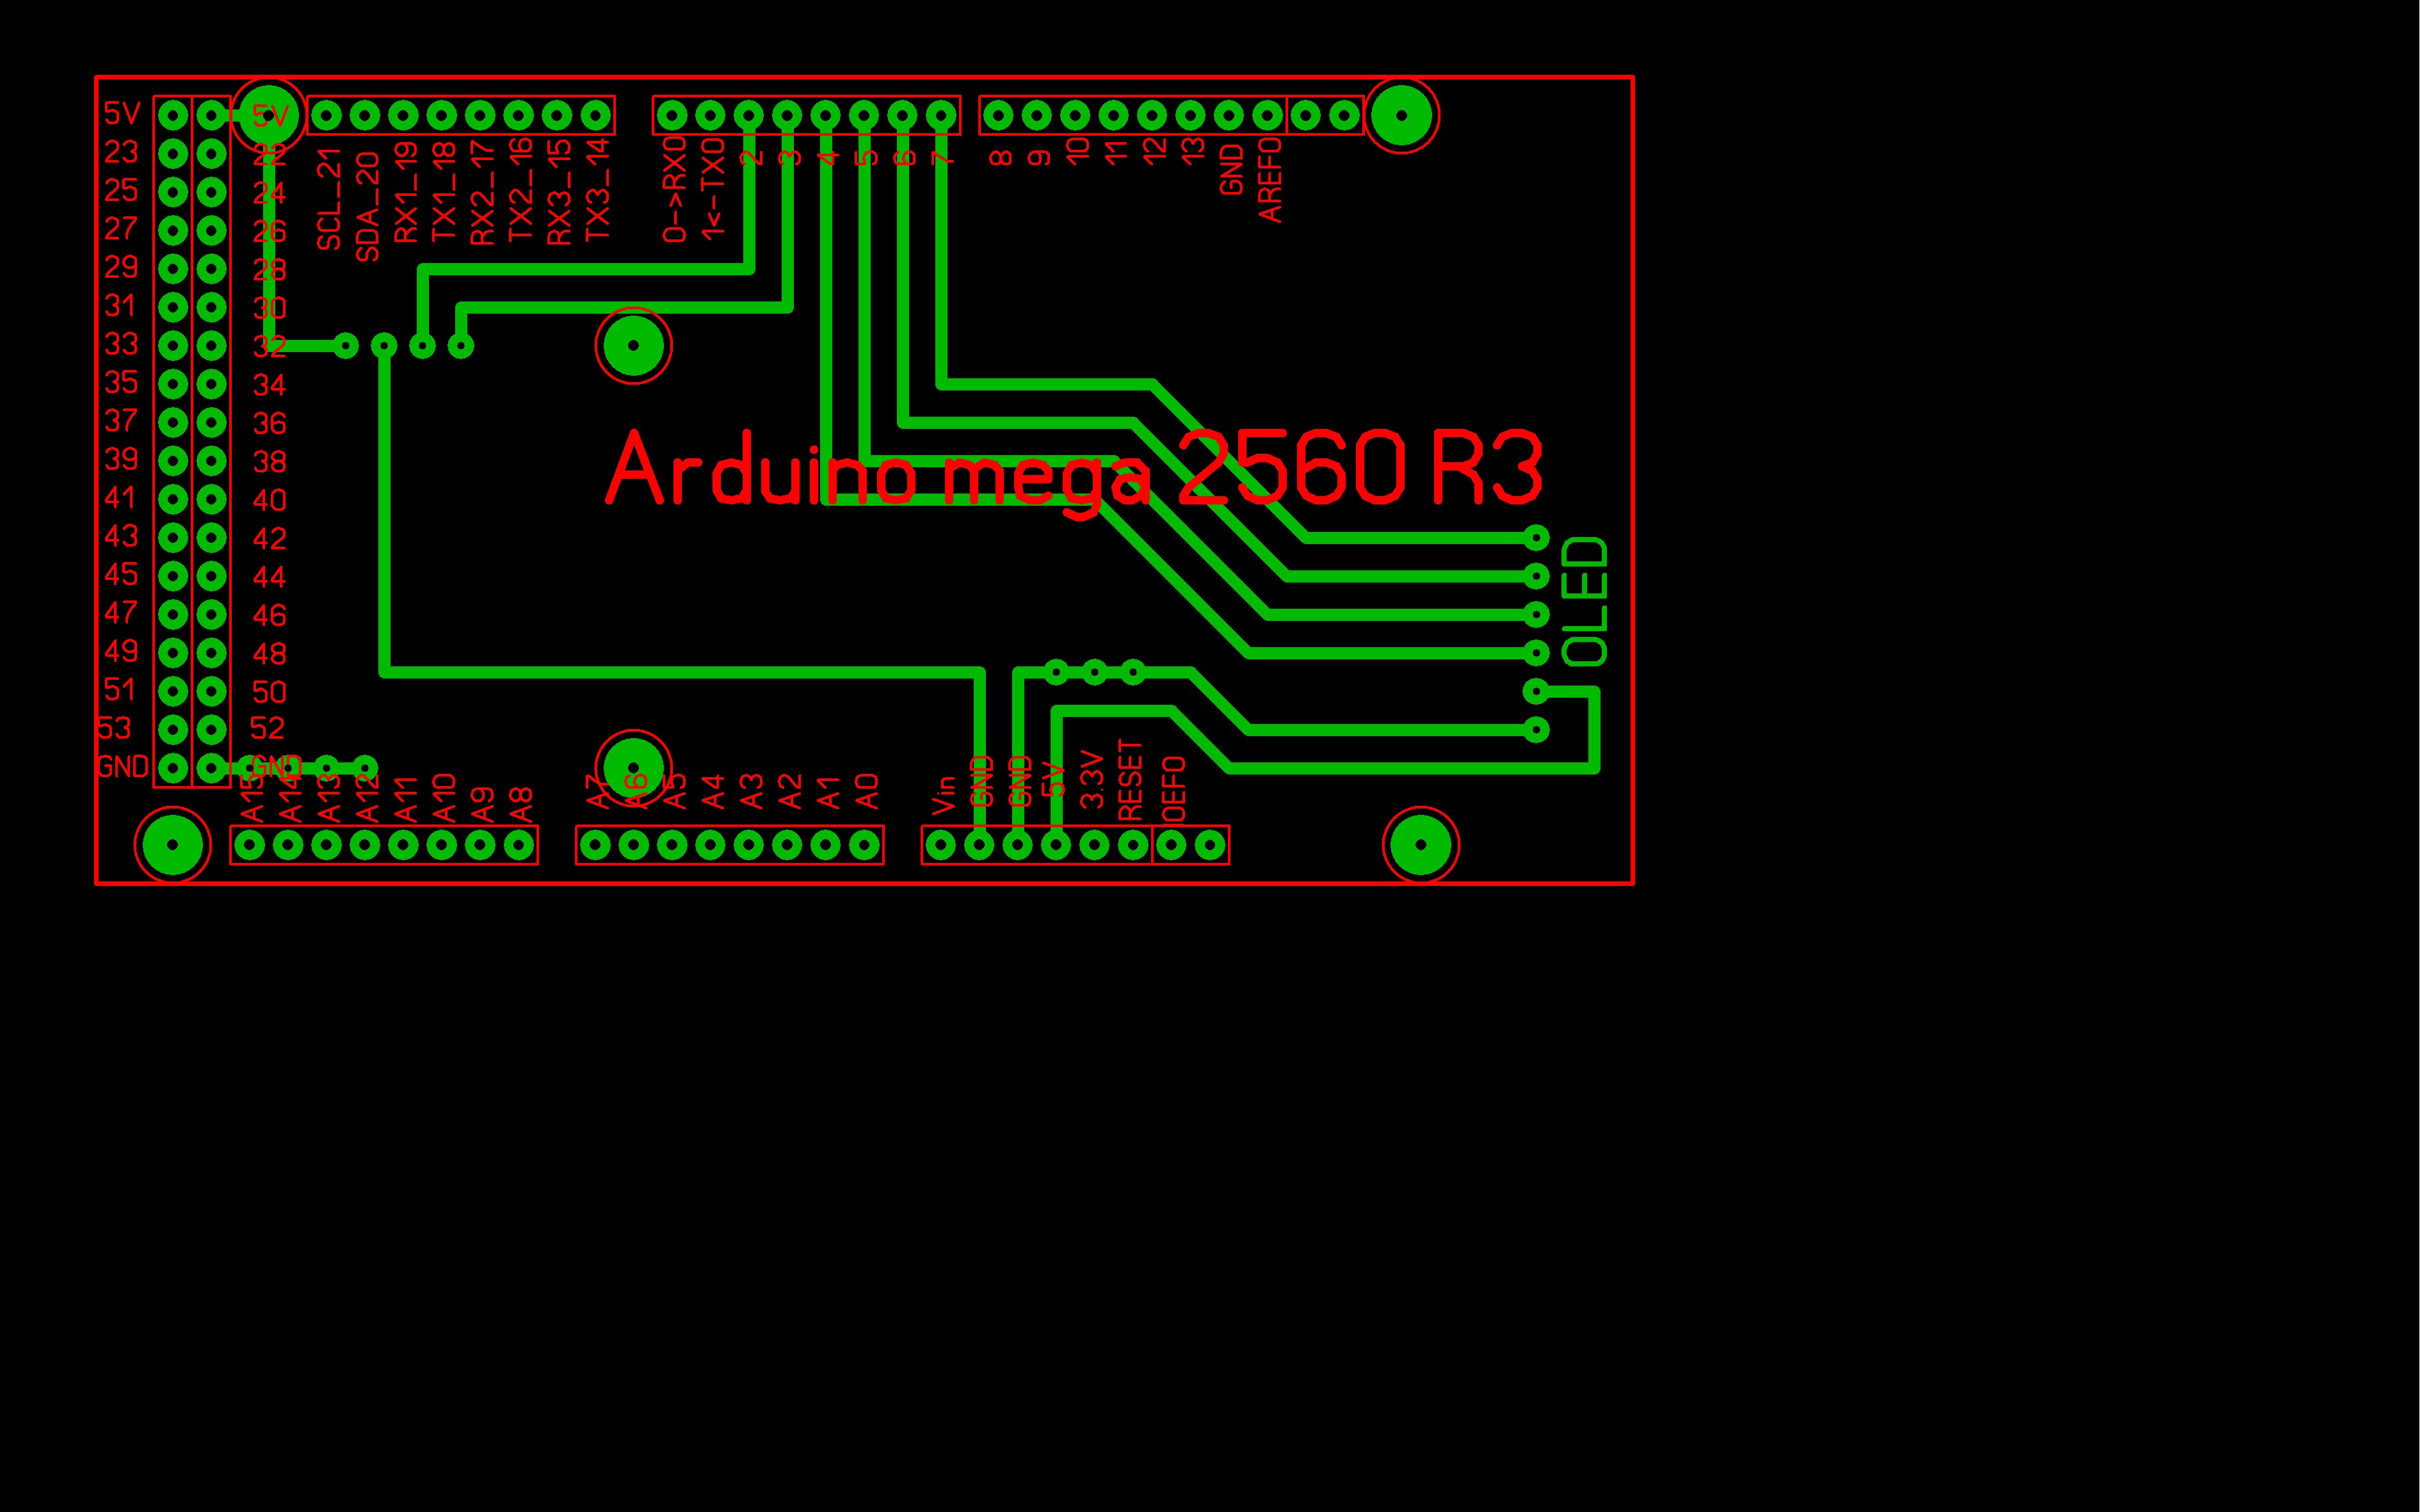 5V 5V
23 22
25 24
27 26
29 28
31 30
33 32
35 34
37 36
39 38
41 40
43 42
45 44
47 46
49 48
51 50
53 52
GND GND
SCL_21
SDA_20
RX1_19
TX1_18
RX2_17
TX2_16
RX3_15
TX3_14
0->RX0
1<-TX0
2
3
4
5
6
7
8
9
10
11
12
13
GND
AREF0
Arduino mega 2560 R3
OLED
A15
A14
A13
A12
A11
A10
A9
A8
A7
A6
A5
A4
A3
A2
A1
A0
Vin
GND
GND
5V
3.3V
RESET
IOEFO